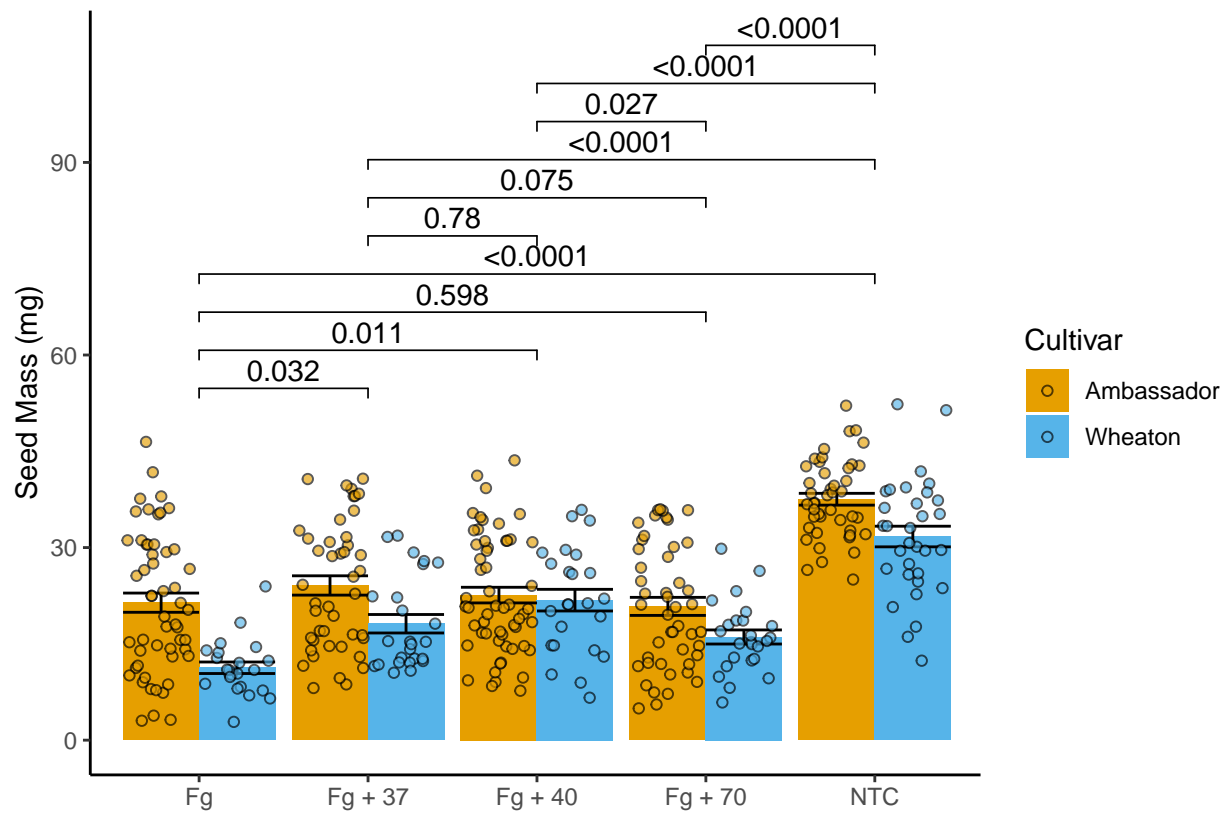 <0.0001
<0.0001
0.027
<0.0001
0.075
0.78
<0.0001
0.598
0.011
0.032
90
60
30
0
Seed Mass (mg)
Fg
Fg + 37
Fg + 40
Fg + 70
NTC
Cultivar
Ambassador
Wheaton